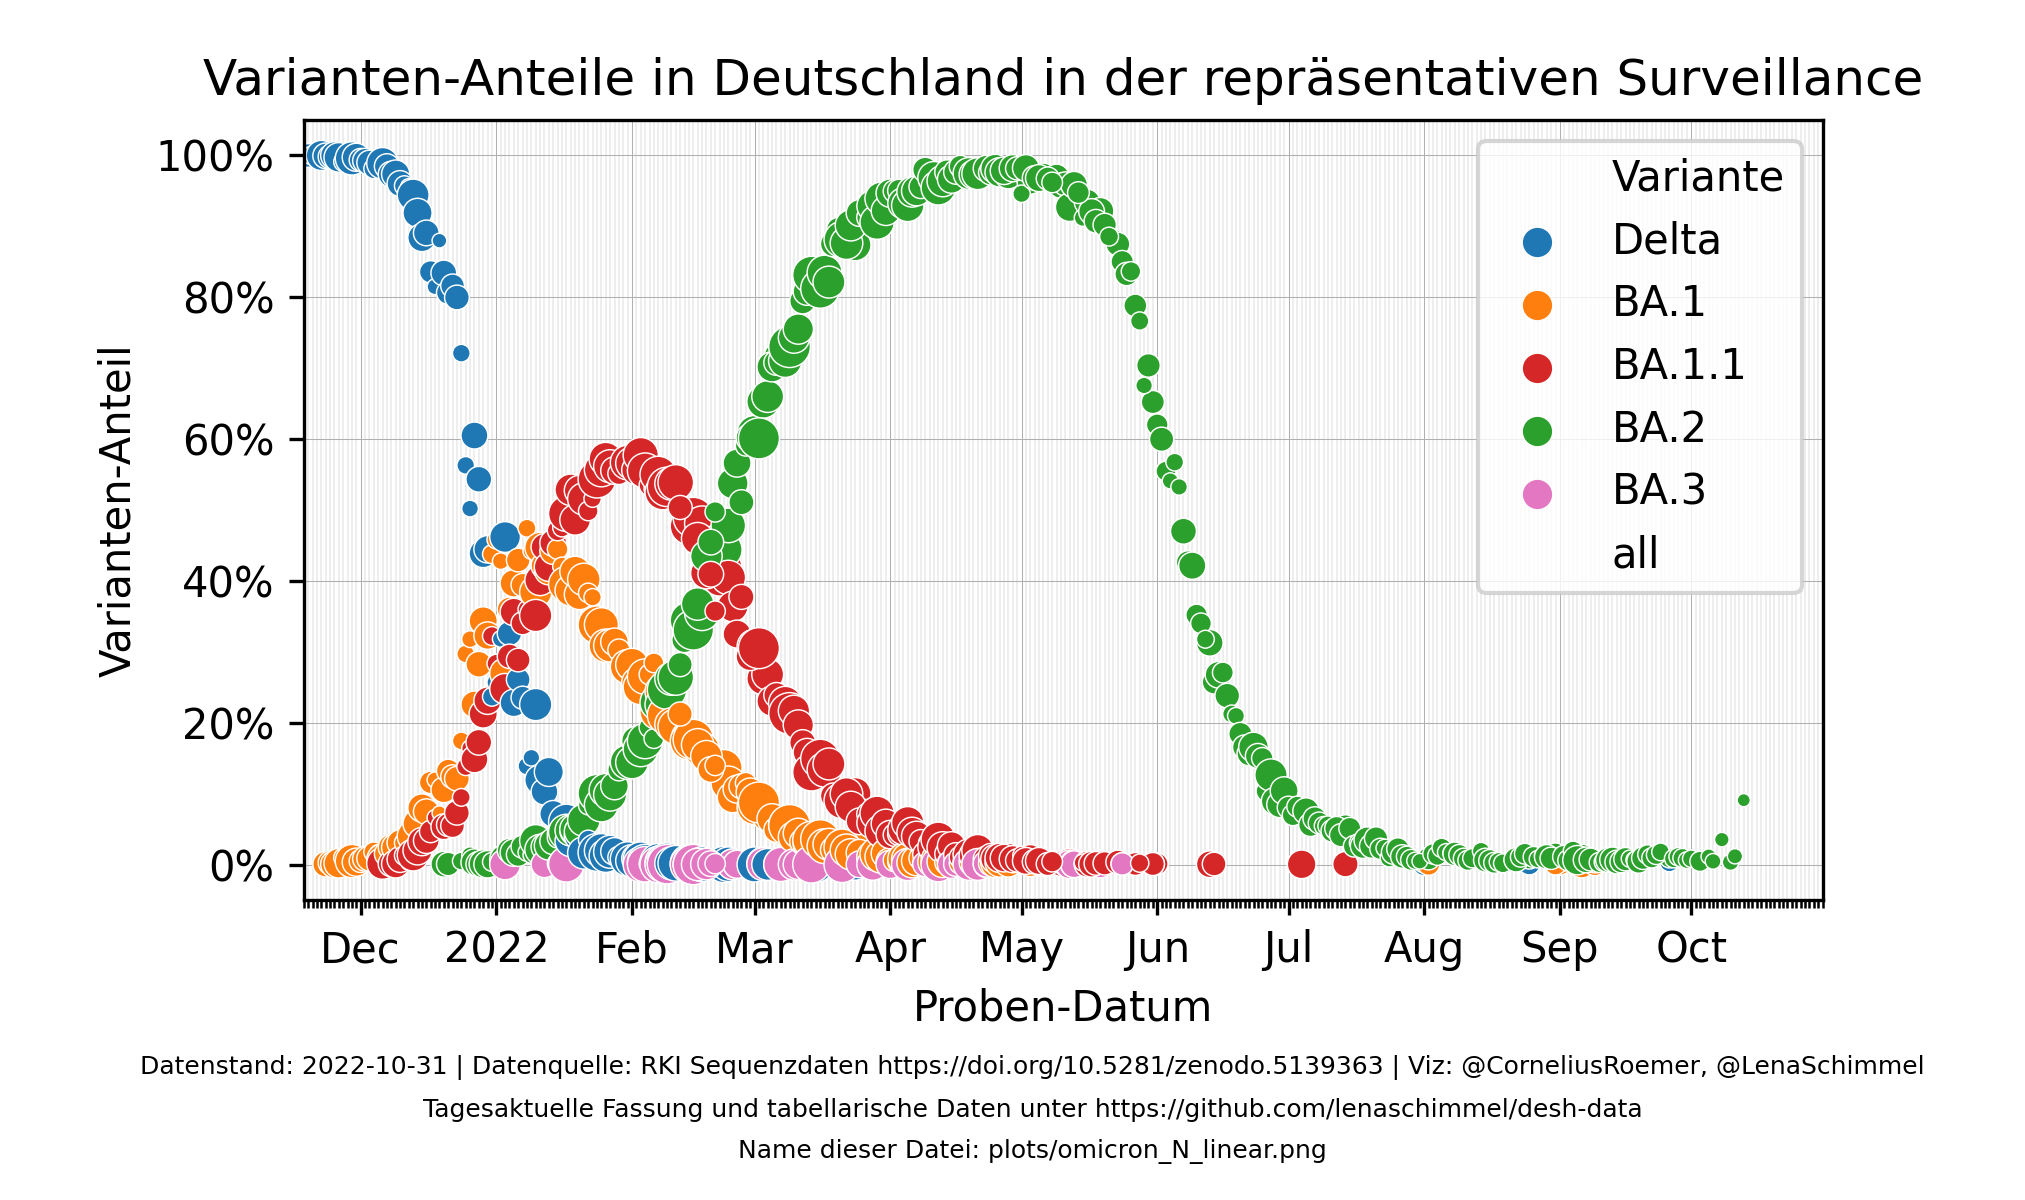 Varianten-Anteile in Deutschland in der repräsentativen Surveillance
100%
80%
60%
40%
20%
0%
Varianten-Anteil
Variante
Delta
BA.1
BA.1.1
BA.2
BA.3
all
Dec 2022 Feb Mar Apr May Jun Jul Aug Sep Oct
Proben-Datum
Datenstand: 2022-10-31 | Datenquelle: RKI Sequenzdaten https://doi.org/10.5281/zenodo.5139363 | Viz: @CorneliusRoemer, @LenaSchimmel
Tagesaktuelle Fassung und tabellarische Daten unter https://github.com/lenaschimmel/desh-data
Name dieser Datei: plots/omicron_N_linear.png